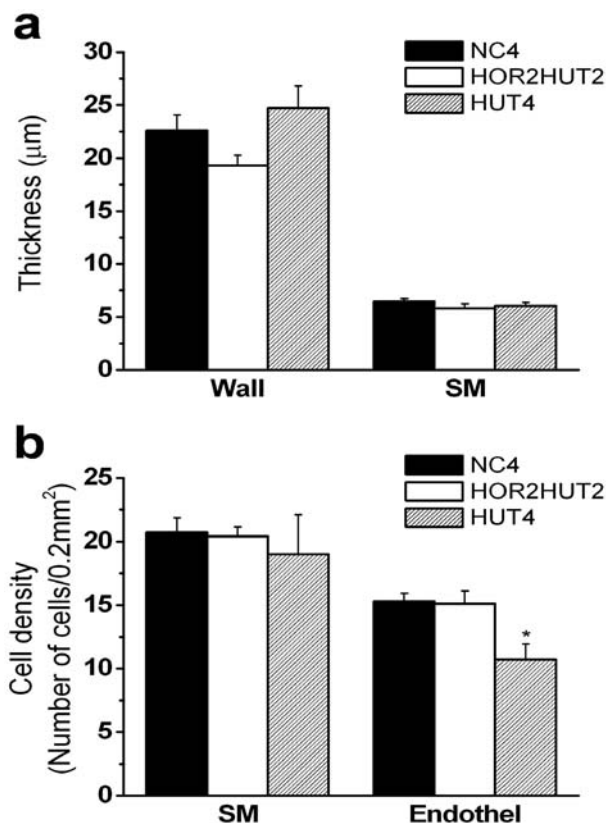 a
30
25
20
15
10
5
0
Thickness (μm)
NC4
HOR2HUT2
HUT4
Wall
SM
b
25
20
15
10
5
0
Cell density
(Number of cells/0.2mm²)
NC4
HOR2HUT2
HUT4
*
SM
Endothel